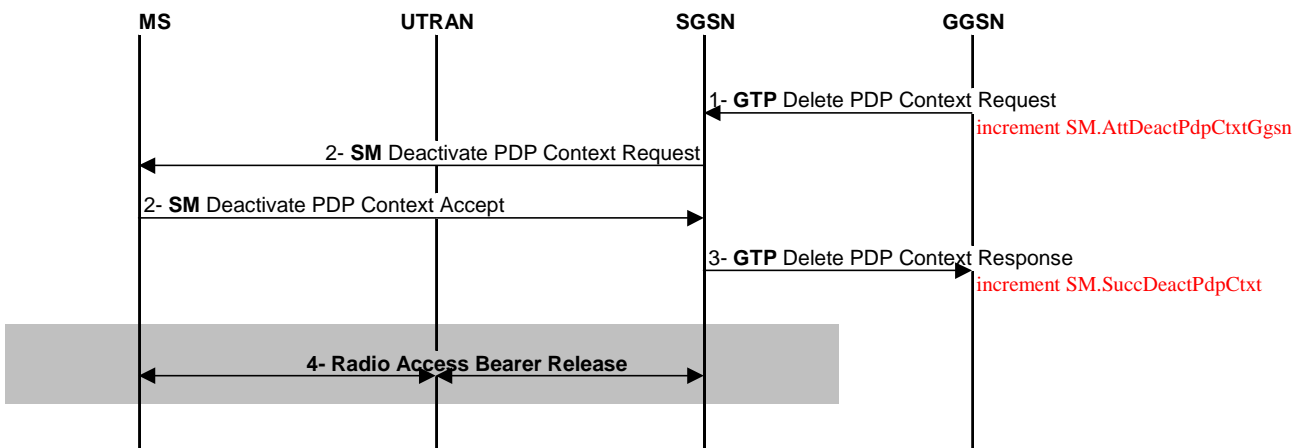 MS UTRAN SGSN GGSN
1- GTP Delete PDP Context Request
increment SM.AttDeactPdpCtxtGgsn
2- SM Deactivate PDP Context Request
2- SM Deactivate PDP Context Accept
3- GTP Delete PDP Context Response
increment SM.SuccDeactPdpCtxt
4- Radio Access Bearer Release